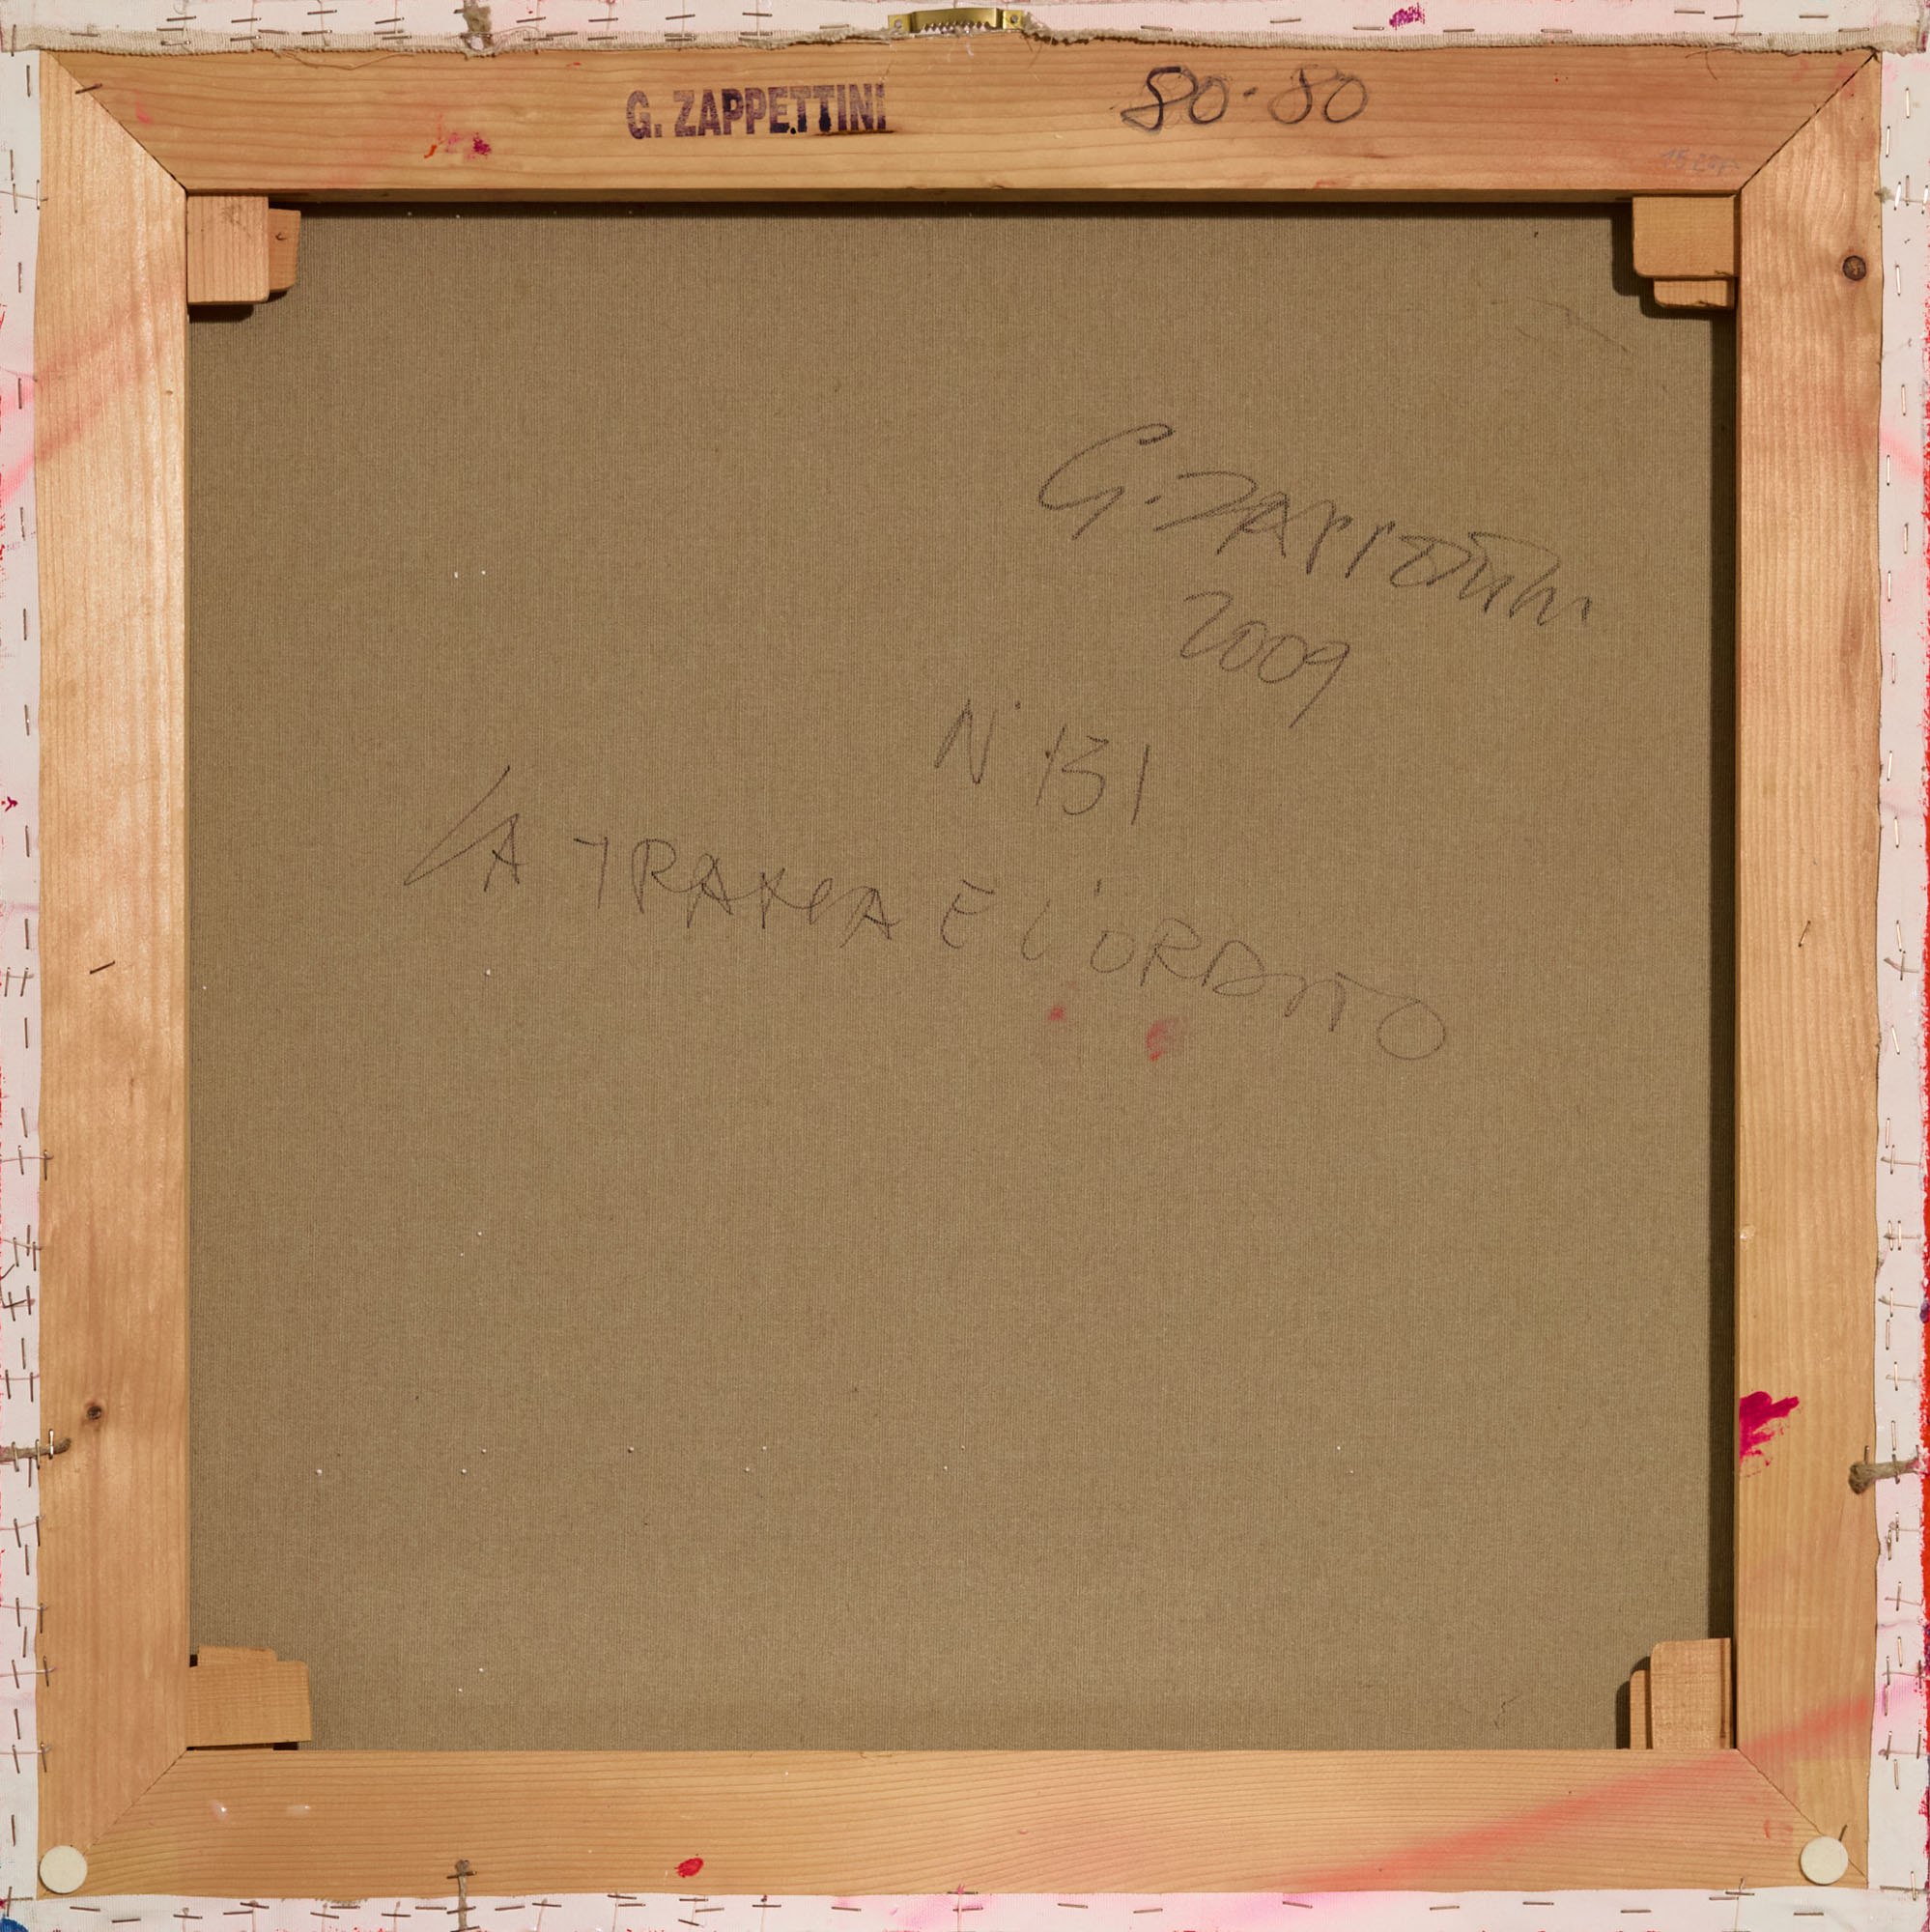 G. ZAPPETTINI 80·80
G. ZAPPETTINI
2009
N° 131
LA TRAMA E L'ORDITO